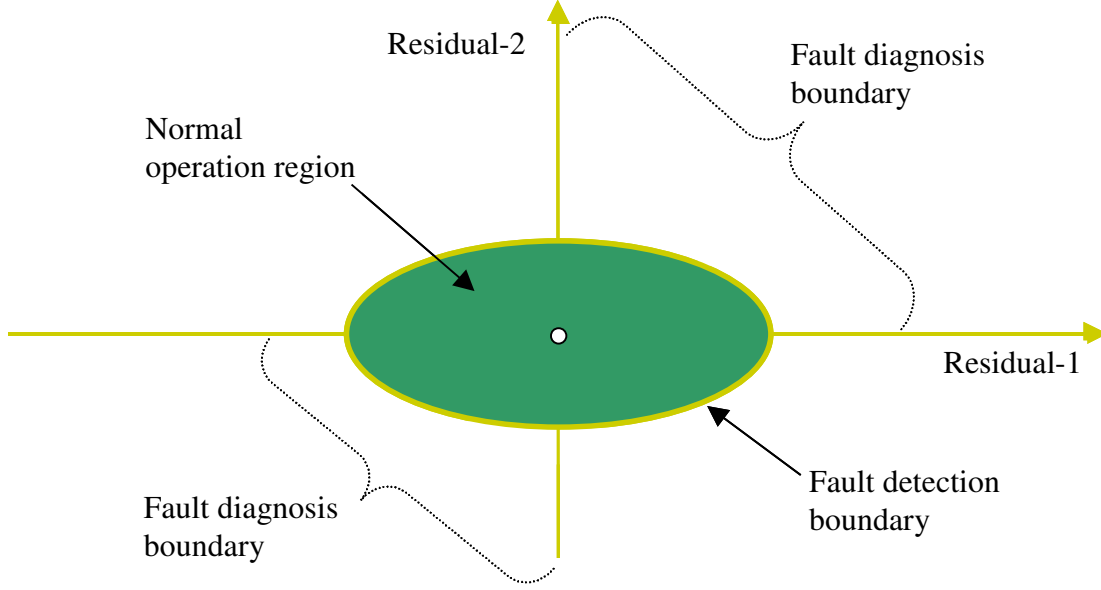 Residual-2
Fault diagnosis
boundary
Normal
operation region
Residual-1
Fault detection
boundary
Fault diagnosis
boundary